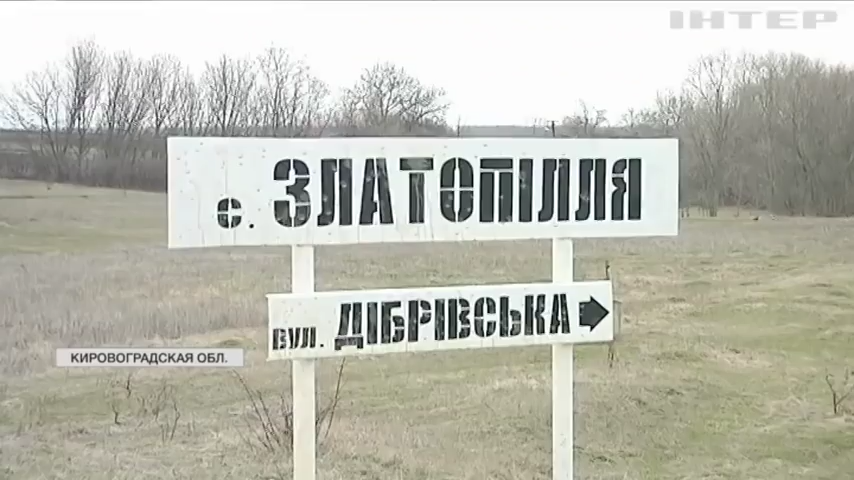 ІНТЕР
с. ЗЛАТОПІЛЛЯ
вул. ДІБРІВСЬКА
КИРОВОГРАДСКАЯ ОБЛ.